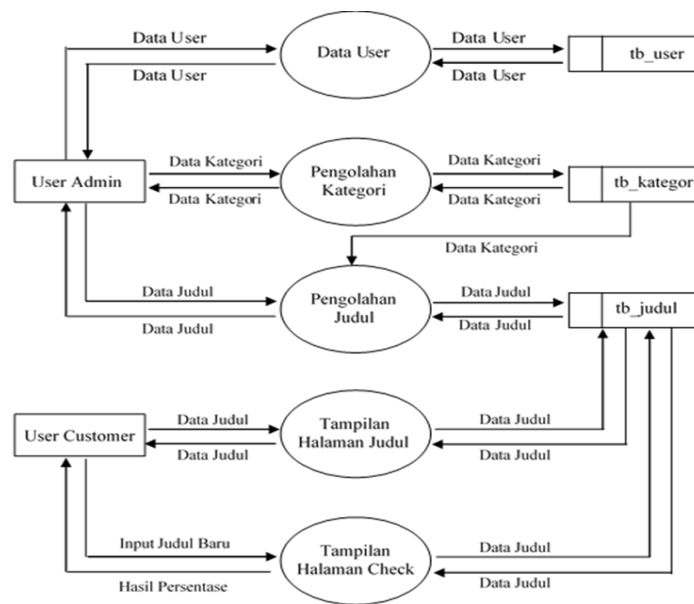 Data User
Data User
Data User
Data User
Data User
tb_user
User Admin
Data Kategori
Data Kategori
Pengolahan
Kategori
Data Kategori
Data Kategori
tb_kategori
Data Kategori
Data Judul
Data Judul
Pengolahan
Judul
Data Judul
Data Judul
tb_judul
User Customer
Data Judul
Data Judul
Tampilan
Halaman Judul
Data Judul
Data Judul
Input Judul Baru
Hasil Persentase
Tampilan
Halaman Check
Data Judul
Data Judul